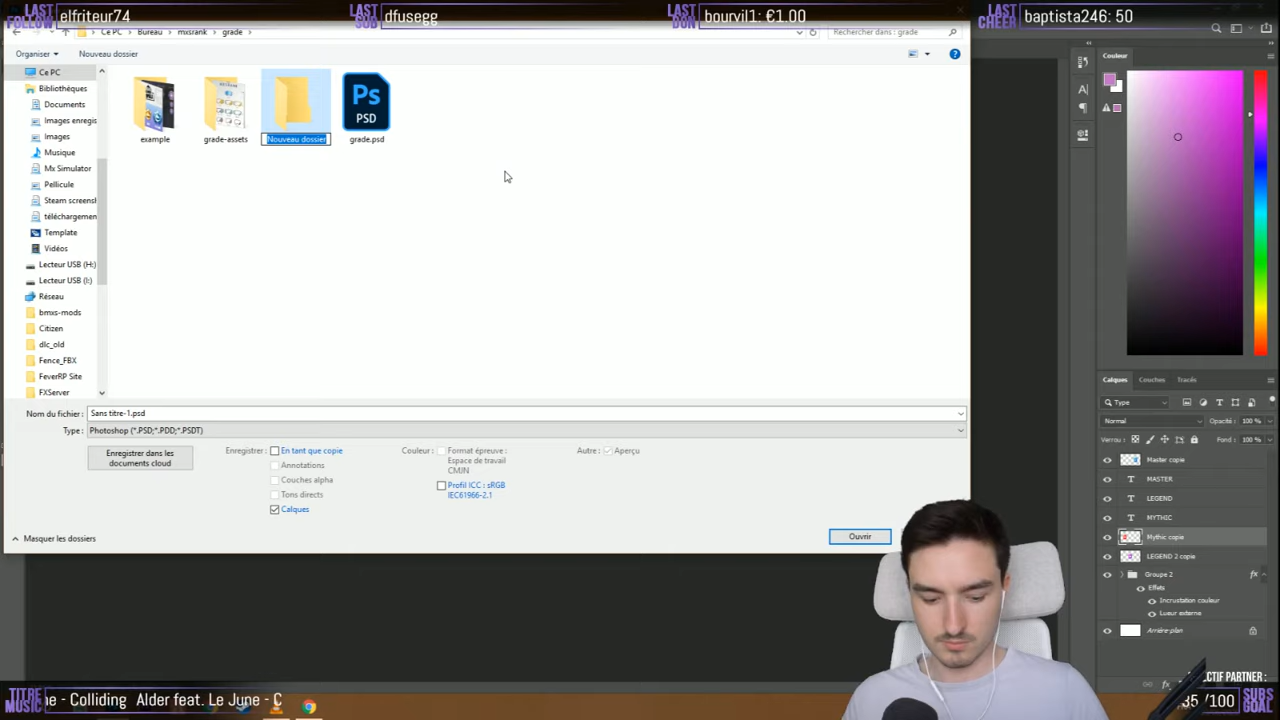 LAST FOLLOW
elfriteur74
LAST SUB
dfusegg
LAST DON
bourvil1: €1.00
LAST CHEER
baptista246: 50
Ce PC > Bureau > mxsrank > grade >
Rechercher dans : grade
Organiser
Nouveau dossier
Ce PC
Bibliothèques
Documents
Images enregis
Images
Musique
Mx Simulator
Pellicule
Steam screensh
téléchargemen
Template
Vidéos
Lecteur USB (H:)
Lecteur USB (I:)
Réseau
bmxs-mods
Citizen
dlc_old
Fence_FBX
FeverRP Site
FXServer
example
grade-assets
Nouveau dossier
Ps
PSD
grade.psd
Nom du fichier : Sans titre-1.psd
Type : Photoshop (*.PSD;*.PDD;*.PSDT)
Enregistrer dans les
documents cloud
Enregistrer :
En tant que copie
Annotations
Couches alpha
Tons directs
Calques
Couleur :
Format épreuve :
Espace de travail
CMJN
Profil ICC : sRGB
IEC61966-2.1
Autre :
Aperçu
Masquer les dossiers
Ouvrir
Couleur
Calques Couches Tracés
Type
Normal
Opacité : 100 %
Verrou :
Fond : 100 %
Master copie
MASTER
LEGEND
MYTHIC
Mythic copie
LEGEND 2 copie
Groupe 2
fx
Effets
Incrustation couleur
Lueur externe
Arrière-plan
TITRE MUSIC
ne - Colliding Alder feat. Le June - C
ECTIF PARTNER :
35/100
SUBS GOAL